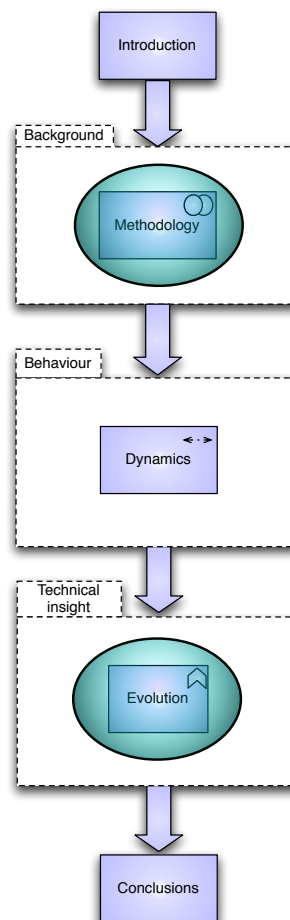 Introduction
Background
Methodology
Behaviour
Dynamics
Technical
insight
Evolution
Conclusions